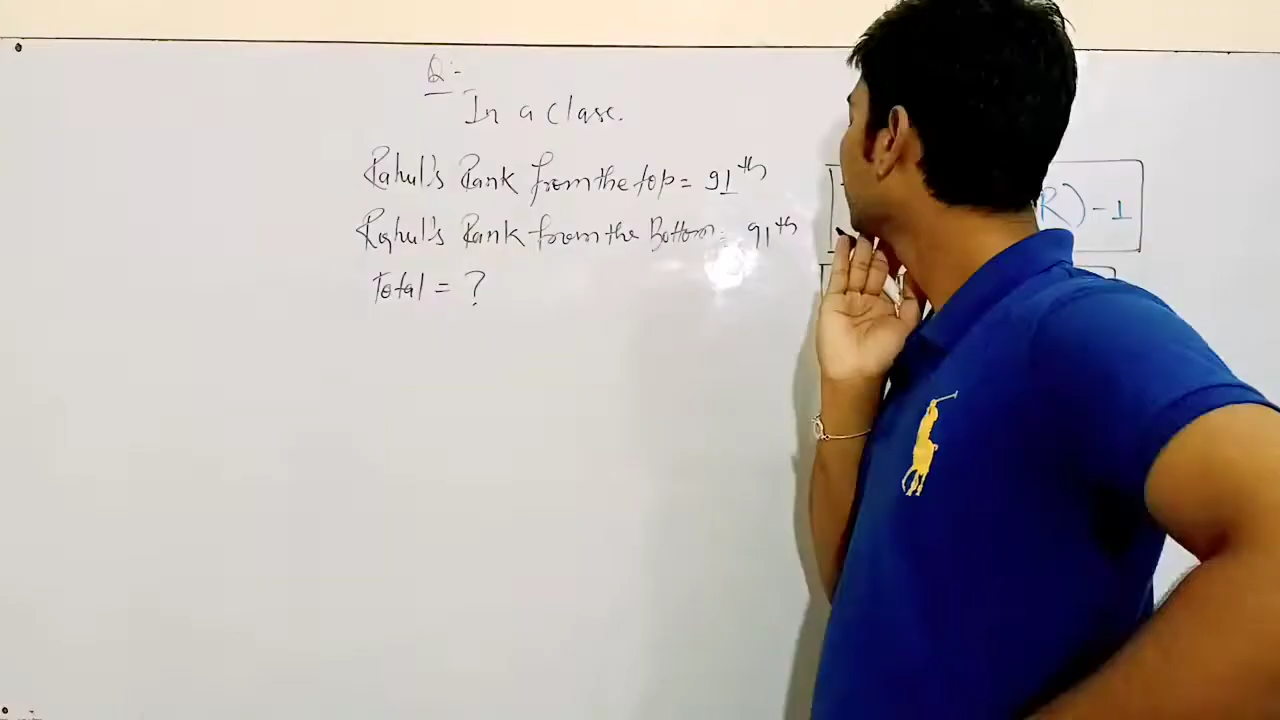 Q:-
In a Class.
Rahul's Rank from the top = 91th
Rahul's Rank from the Bottom = 91th
Total = ?
R) - 1